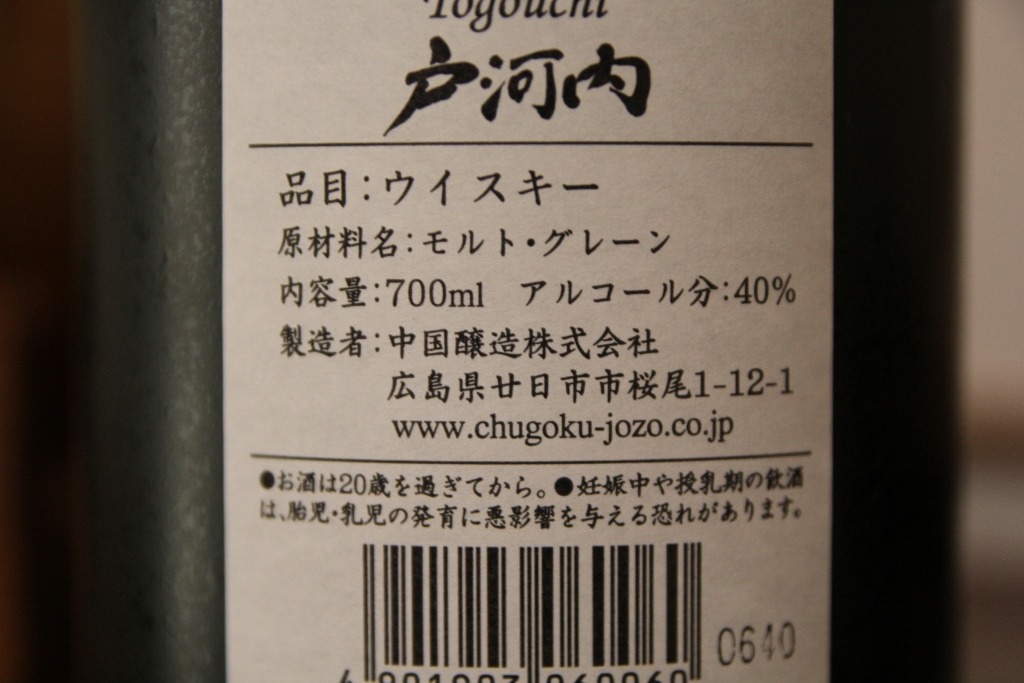 Togouchi
戸河内
品目:ウイスキー
原材料名:モルト・グレーン
内容量:700ml アルコール分:40%
製造者:中国醸造株式会社
広島県廿日市市桜尾1-12-1
www.chugoku-jozo.co.jp
●お酒は20歳を過ぎてから。●妊娠中や授乳期の飲酒
は、胎児・乳児の発育に悪影響を与える恐れがあります。
0640